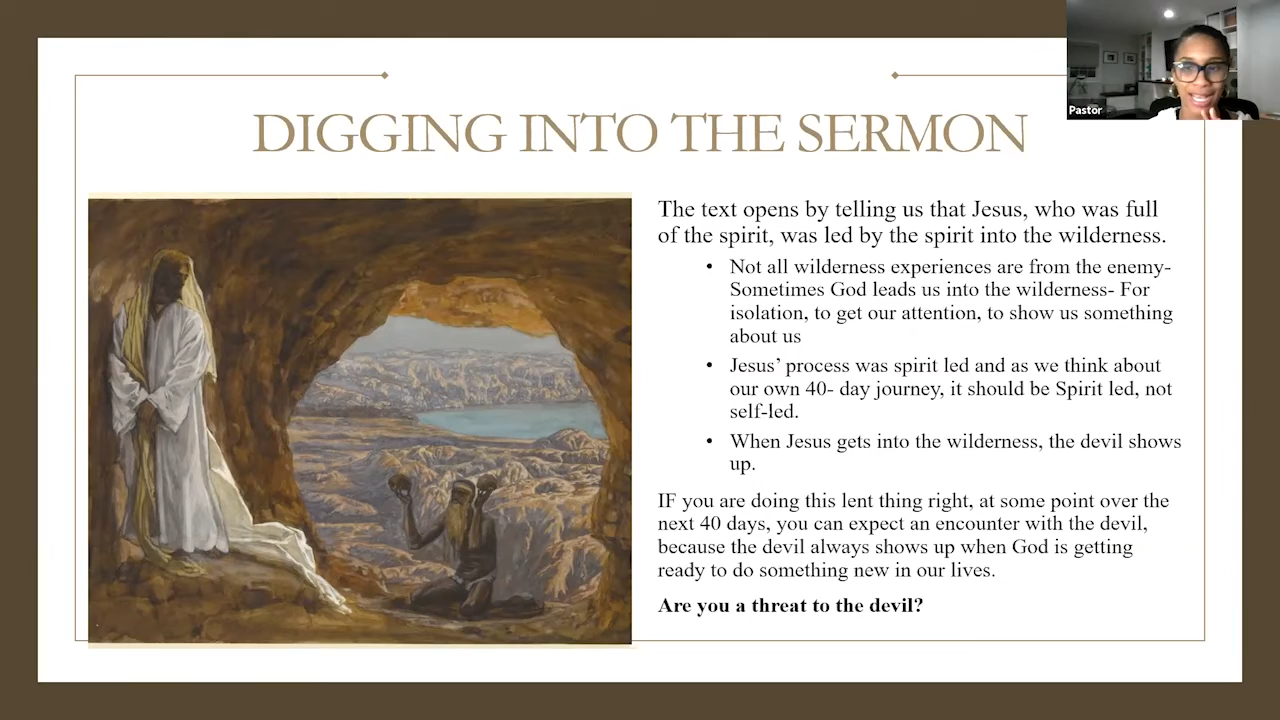 Pastor
DIGGING INTO THE SERMON
The text opens by telling us that Jesus, who was full
of the spirit, was led by the spirit into the wilderness.
• Not all wilderness experiences are from the enemy-
Sometimes God leads us into the wilderness- For
isolation, to get our attention, to show us something
about us
• Jesus’ process was spirit led and as we think about
our own 40- day journey, it should be Spirit led, not
self-led.
• When Jesus gets into the wilderness, the devil shows
up.
IF you are doing this lent thing right, at some point over the
next 40 days, you can expect an encounter with the devil,
because the devil always shows up when God is getting
ready to do something new in our lives.
Are you a threat to the devil?